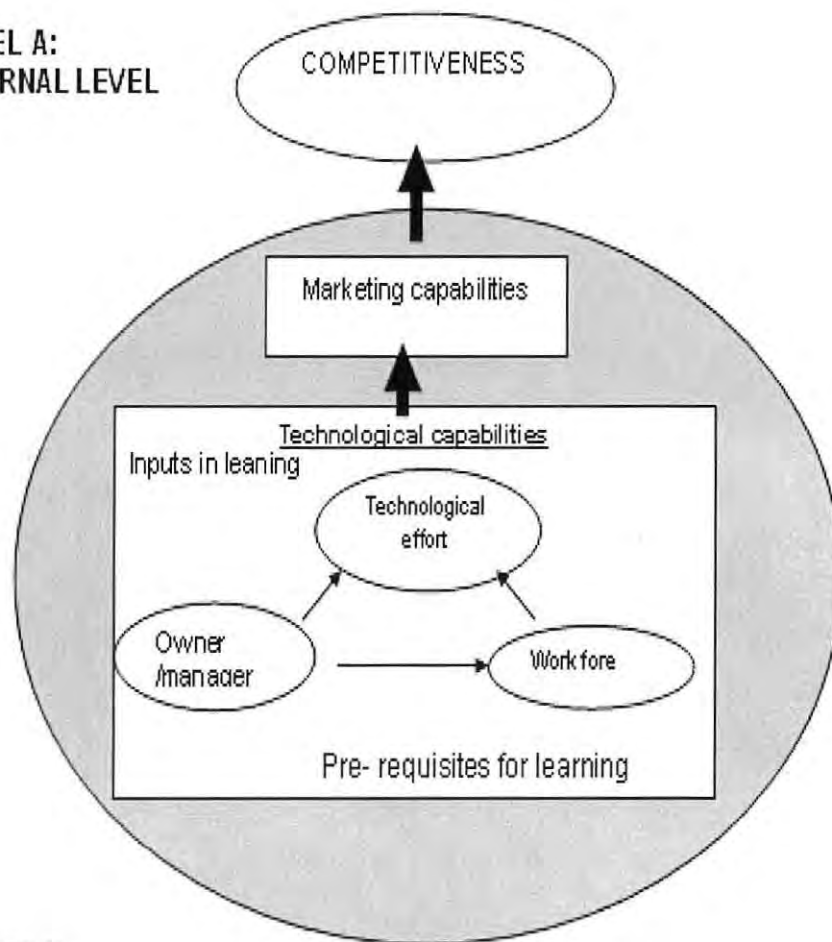 EL A:
RNAL LEVEL
COMPETITIVENESS
Marketing capabilities
Technological capabilities
Inputs in leaning
Technological
effort
Owner
/manager
Work fore
Pre- requisites for learning